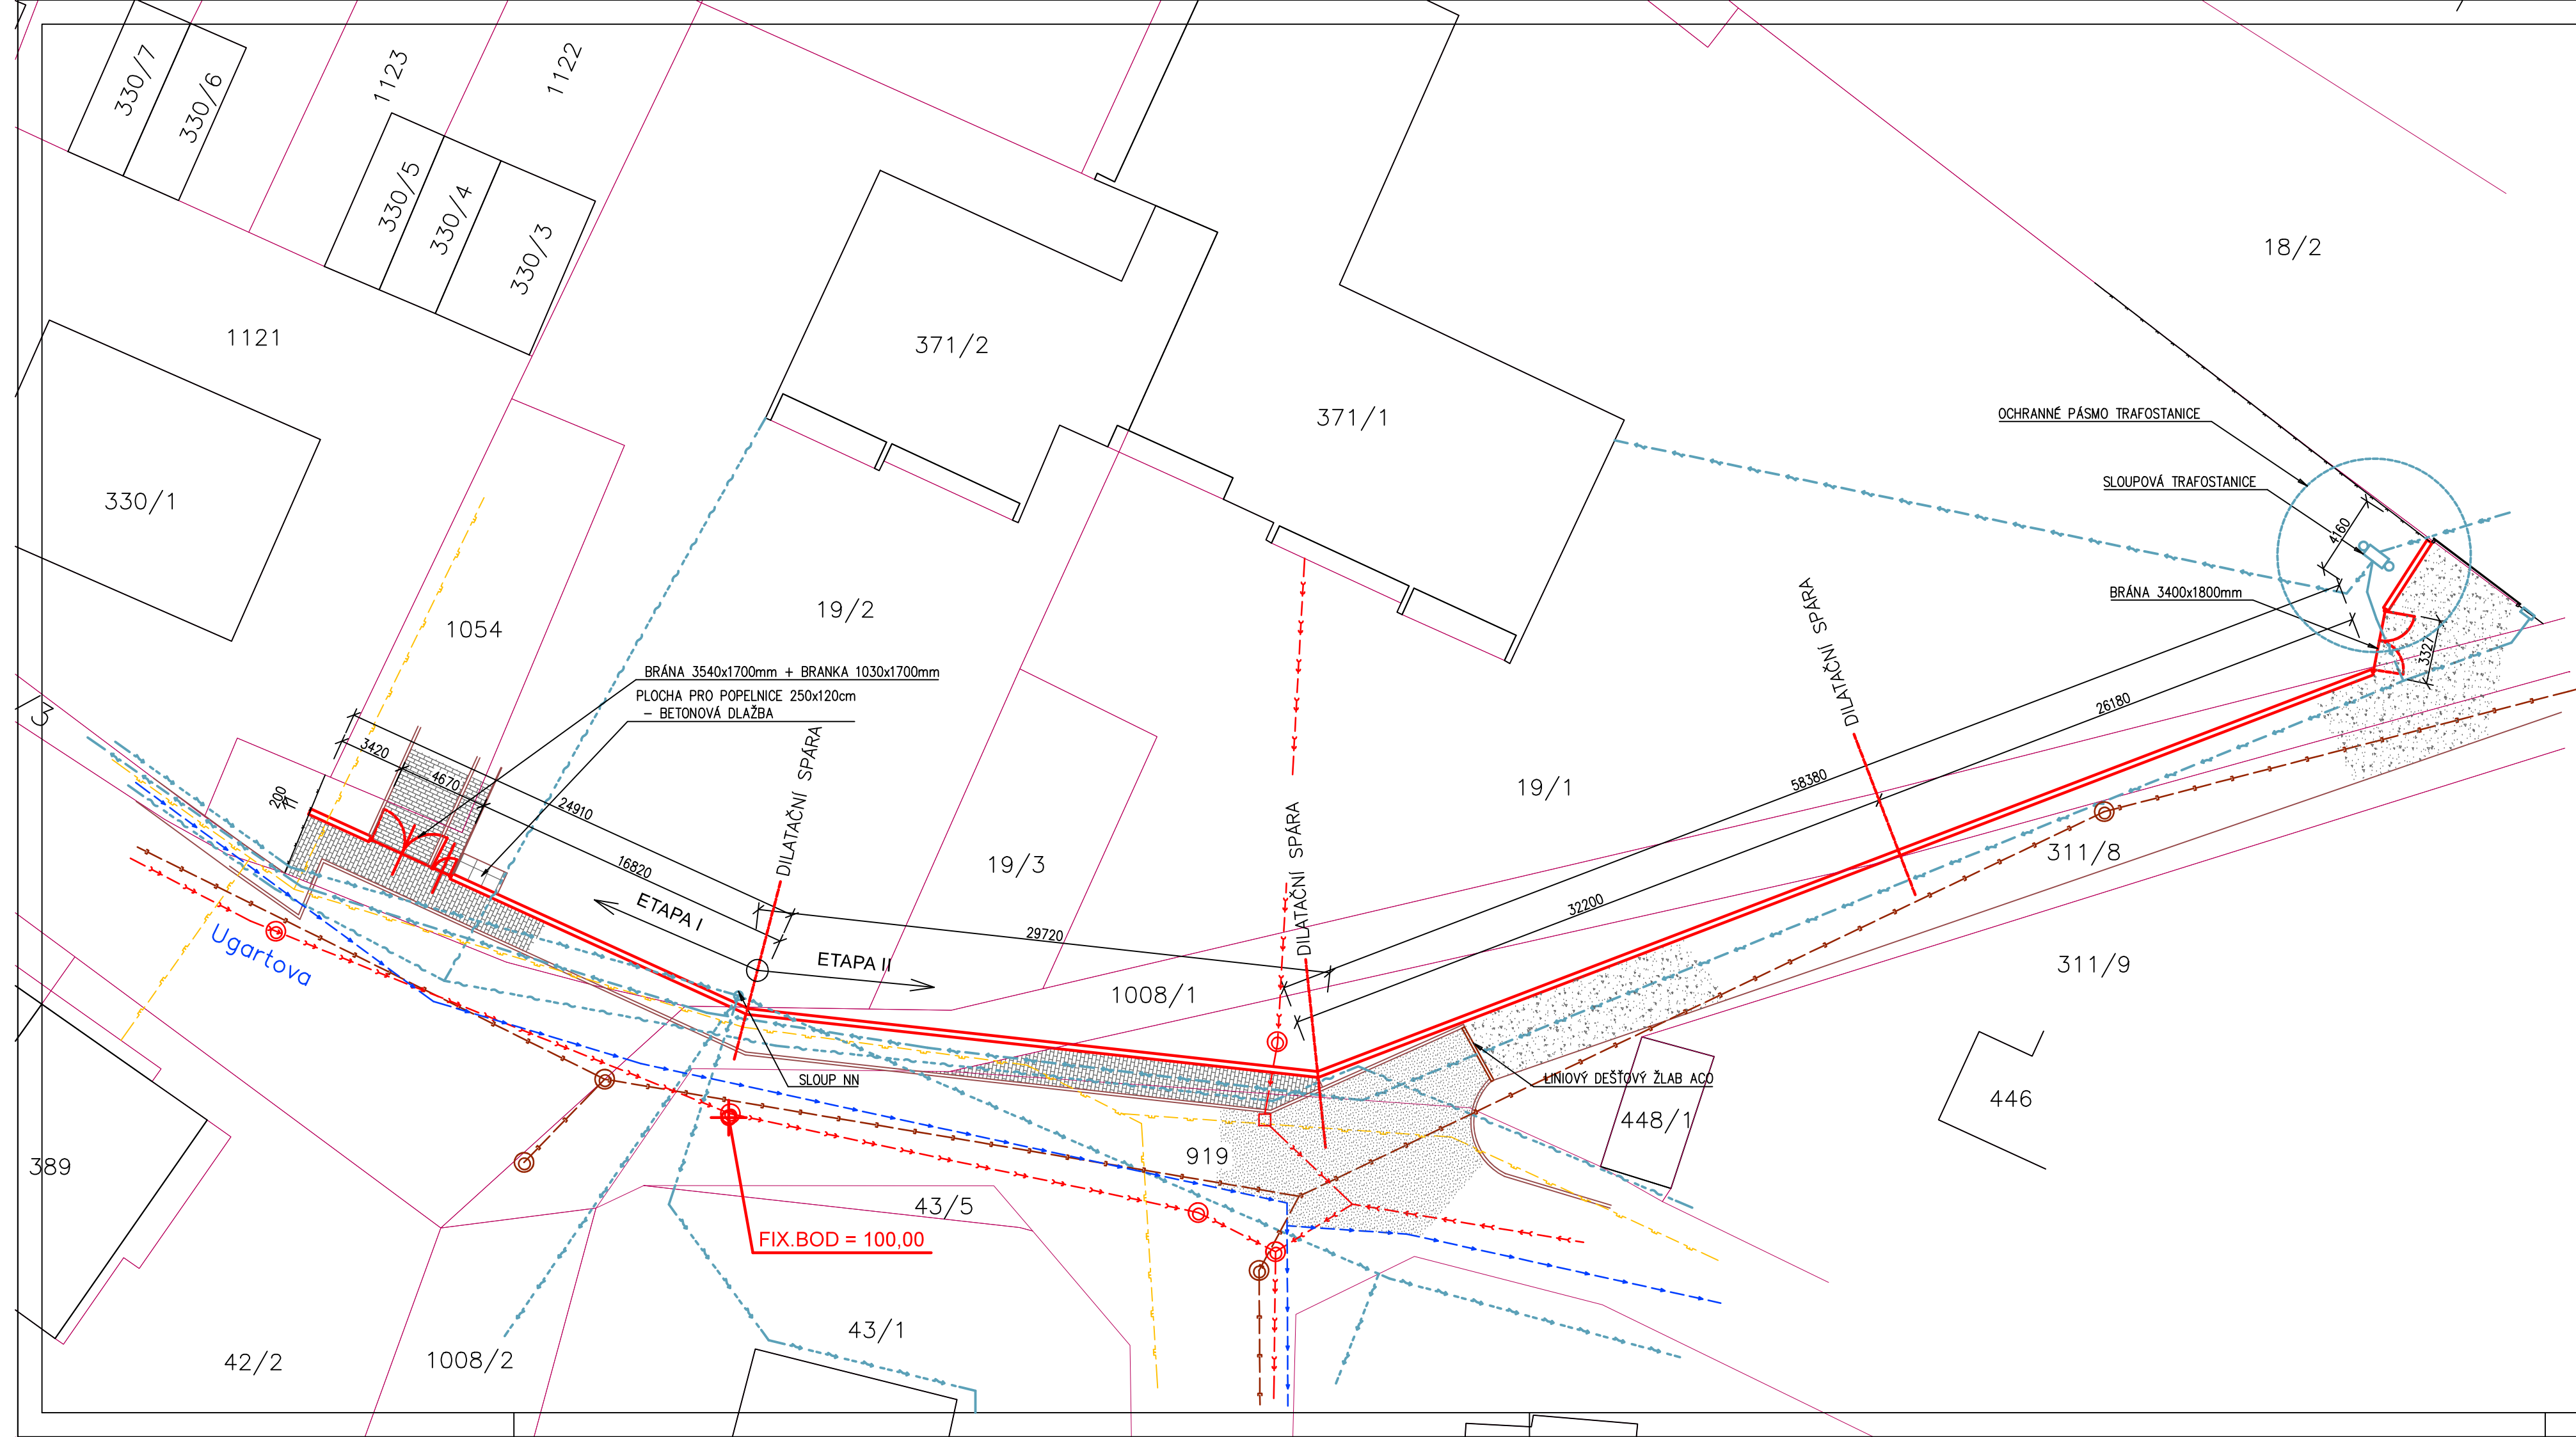 330/7
330/6
1123
1122
330/5
330/4
330/3
1121
330/1
371/2
371/1
18/2
OCHRANNÉ PÁSMO TRAFOSTANICE
SLOUPOVÁ TRAFOSTANICE
BRÁNA 3400x1800mm
4160
3327
1054
19/2
BRÁNA 3540x1700mm + BRANKA 1030x1700mm
PLOCHA PRO POPELNICE 250x120cm
– BETONOVÁ DLAŽBA
DILATAČNÍ SPÁRA
DILATAČNÍ SPÁRA
DILATAČNÍ SPÁRA
3420
4670
24910
200
16820
ETAPA I
ETAPA II
29720
58380
26180
32200
19/1
19/3
311/8
311/9
1008/1
Ugartova
SLOUP NN
LINIOVÝ DEŠŤOVÝ ŽLAB ACO
448/1
446
919
389
43/5
FIX.BOD = 100,00
43/1
42/2
1008/2